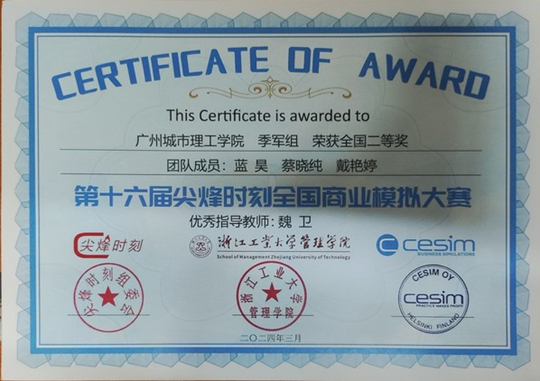 CERTIFICATE OF AWARD
This Certificate is awarded to
广州城市理工学院 季军组 荣获全国二等奖
团队成员: 蓝昊 蔡晓纯 戴艳婷
第十六届尖烽时刻全国商业模拟大赛
优秀指导教师: 魏 卫
尖烽时刻
浙江工业大学管理学院
School of Management Zhejiang University of Technology
cesim
BUSINESS SIMULATIONS
尖烽时刻组委会
浙江工业大学
管理学院
CESIM OY
cesim
PRACTICE MAKES PROFIT
HELSINKI, FINLAND
二〇二四年三月